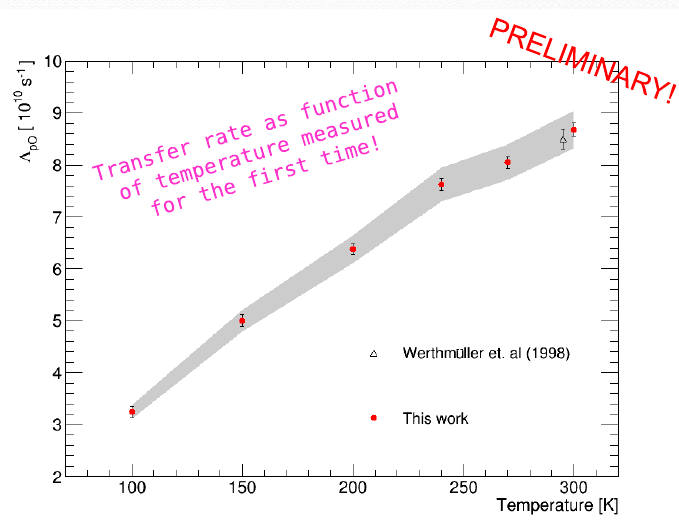 PRELIMINARY!
Transfer rate as function
of temperature measured
for the first time!
ΛpO [ 10^10 s^-1 ]
10
9
8
7
6
5
4
3
2
Werthmüller et. al (1998)
This work
100 150 200 250 300
Temperature [K]